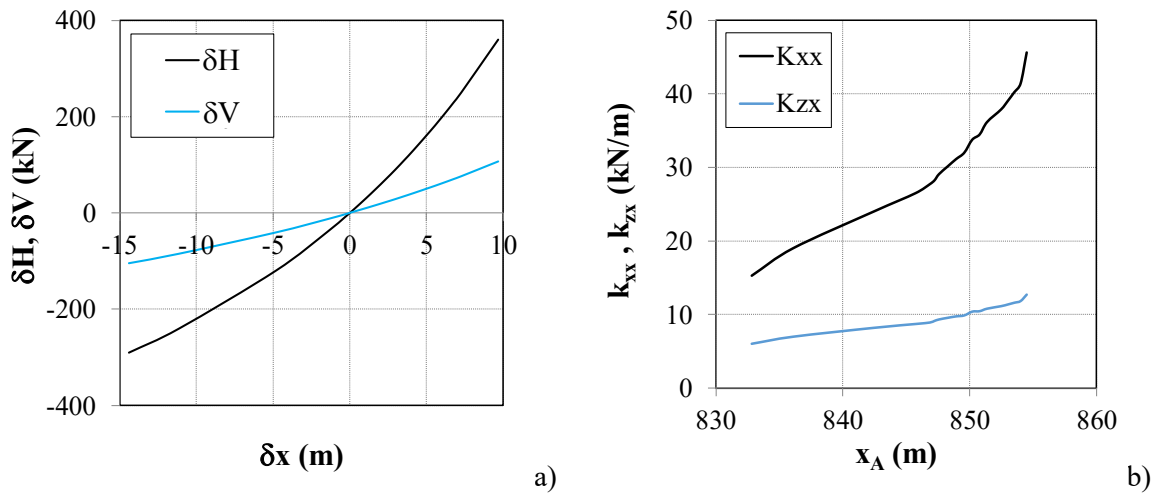 400
200
0
-200
-400
-15
-10
-5
0
5
10
δH
δV
δH, δV (kN)
δx (m)
a)
50
40
30
20
10
0
830
840
850
860
Kxx
Kzx
kxx , kzx (kN/m)
xA (m)
b)